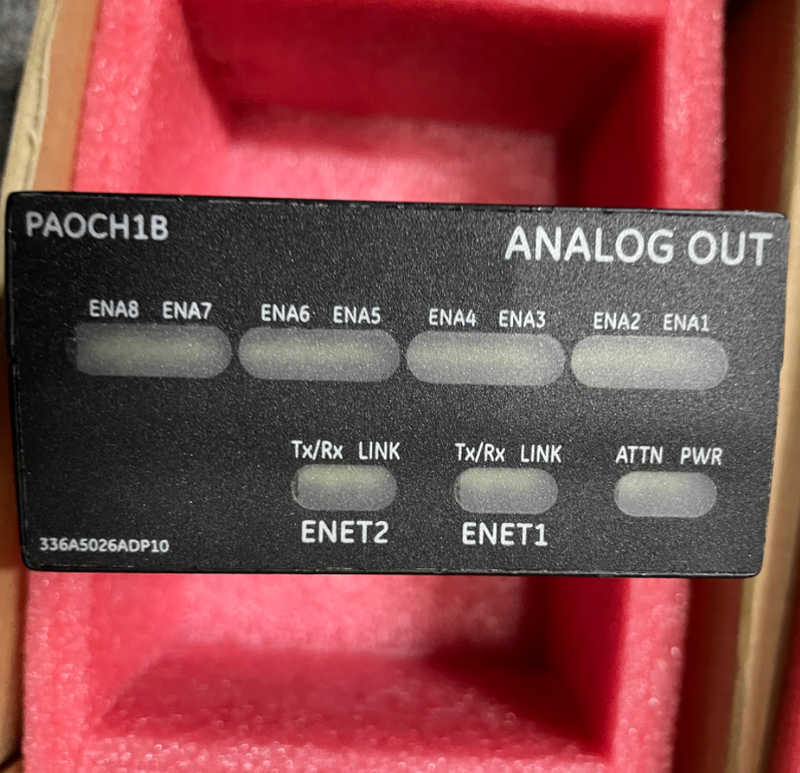 PAOCH1B
ANALOG OUT
ENA8 ENA7 ENA6 ENA5 ENA4 ENA3 ENA2 ENA1
Tx/Rx LINK Tx/Rx LINK ATTN PWR
ENET2 ENET1
336A5026ADP10